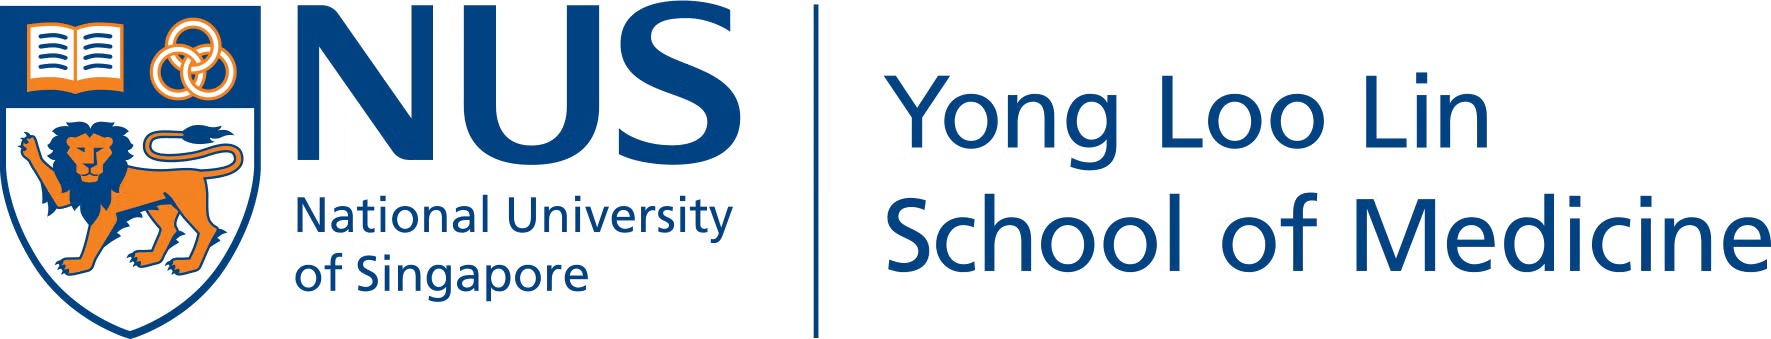 NUS
National University
of Singapore
Yong Loo Lin
School of Medicine